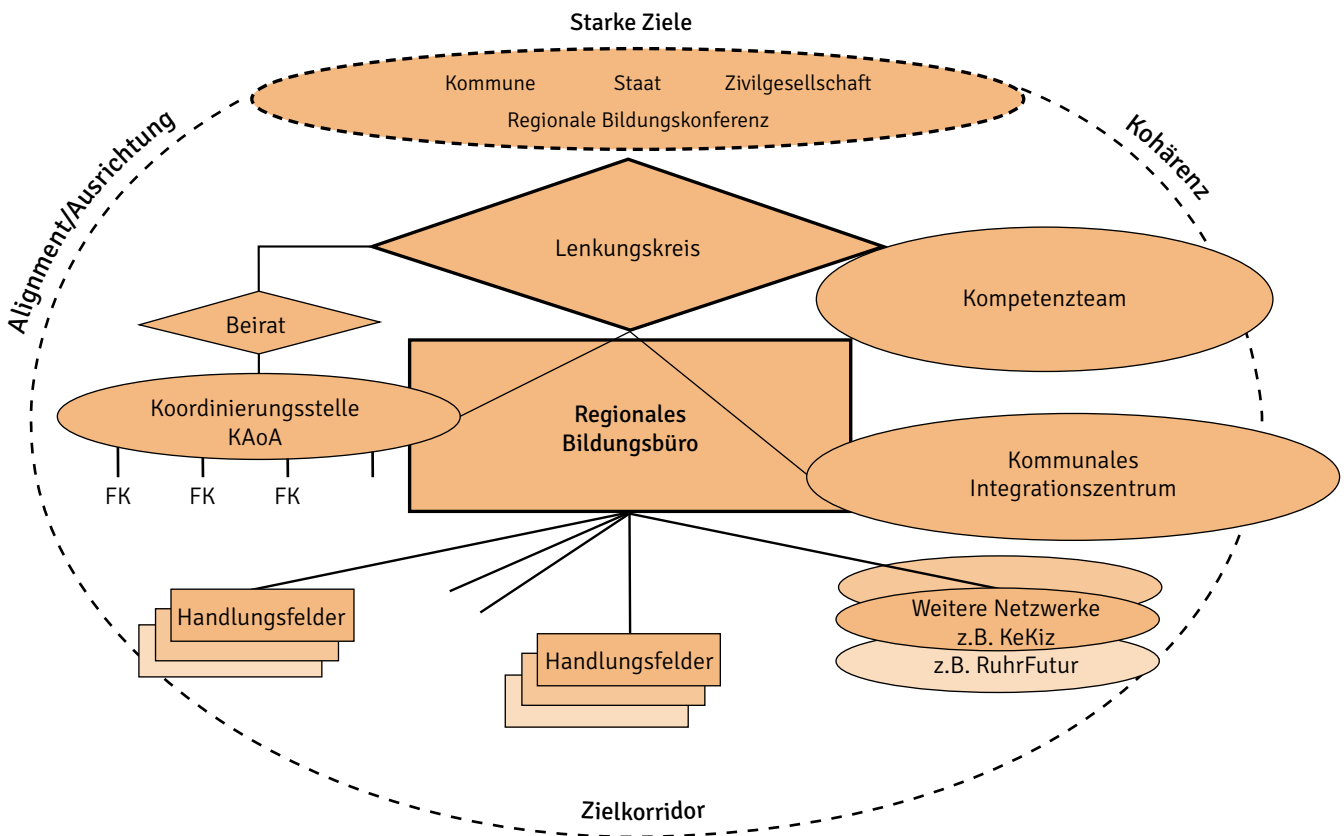 Starke Ziele
Kommune Staat Zivilgesellschaft
Regionale Bildungskonferenz
Alignment/Ausrichtung
Kohärenz
Lenkungskreis
Kompetenzteam
Beirat
Koordinierungsstelle
KAoA
FK FK FK
Regionales
Bildungsbüro
Kommunales
Integrationszentrum
Handlungsfelder
Handlungsfelder
Weitere Netzwerke
z.B. KeKiz
z.B. RuhrFutur
Zielkorridor